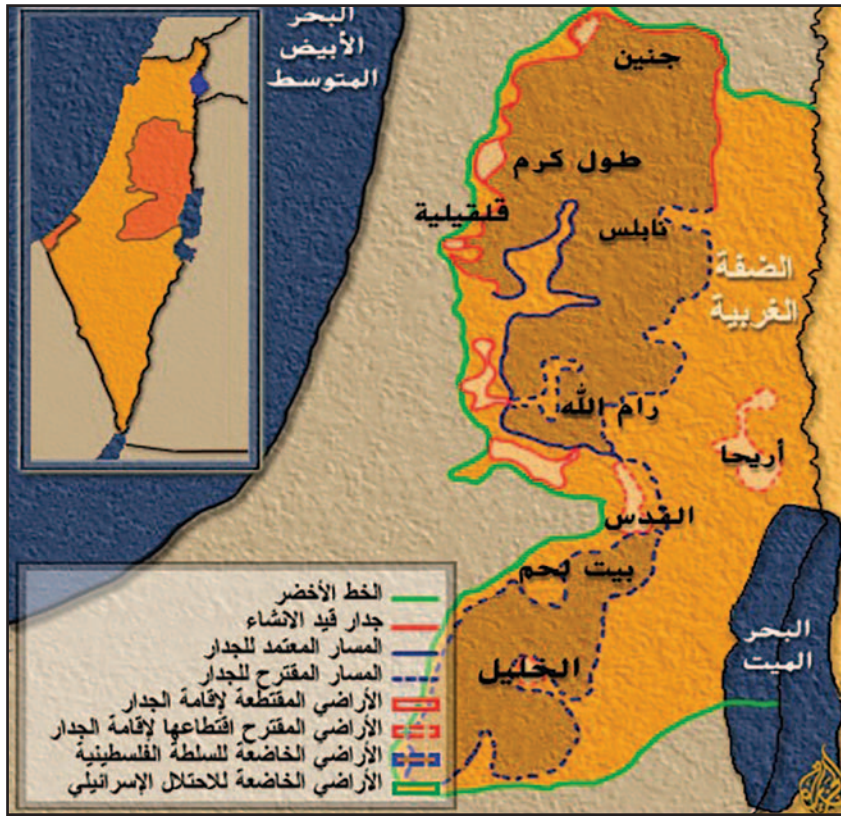 البحر
الأبيض
المتوسط
جنين
طول كرم
قلقيلية
نابلس
الضفة
الغربية
رام الله
أريحا
القدس
بيت لحم
الخليل
البحر
الميت
الخط الأخضر
جدار قيد الانشاء
المسار المعتمد للجدار
المسار المقترح للجدار
الأراضي المقتطعة لإقامة الجدار
الأراضي المقترح اقتطاعها لإقامة الجدار
الأراضي الخاضعة للسلطة الفلسطينية
الأراضي الخاضعة للاحتلال الإسرائيلي